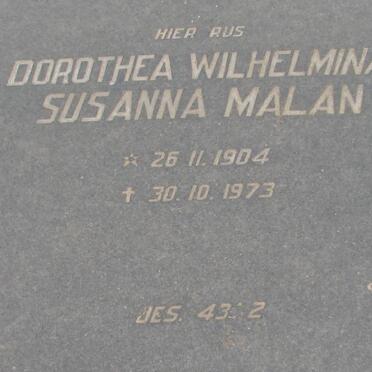 HIER RUS
DOROTHEA WILHELMINA
SUSANNA MALAN
☆ 26 11. 1904
✝ 30. 10. 1973
JES. 43: 2